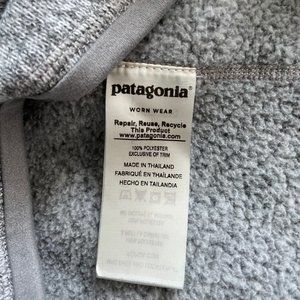 patagonia®
WORN WEAR
Repair, Reuse, Recycle
This Product
www.patagonia.com
100% POLYESTER
EXCLUSIVE OF TRIM
MADE IN THAILAND
FABRIQUÉ EN THAÏLANDE
HECHO EN TAILANDIA